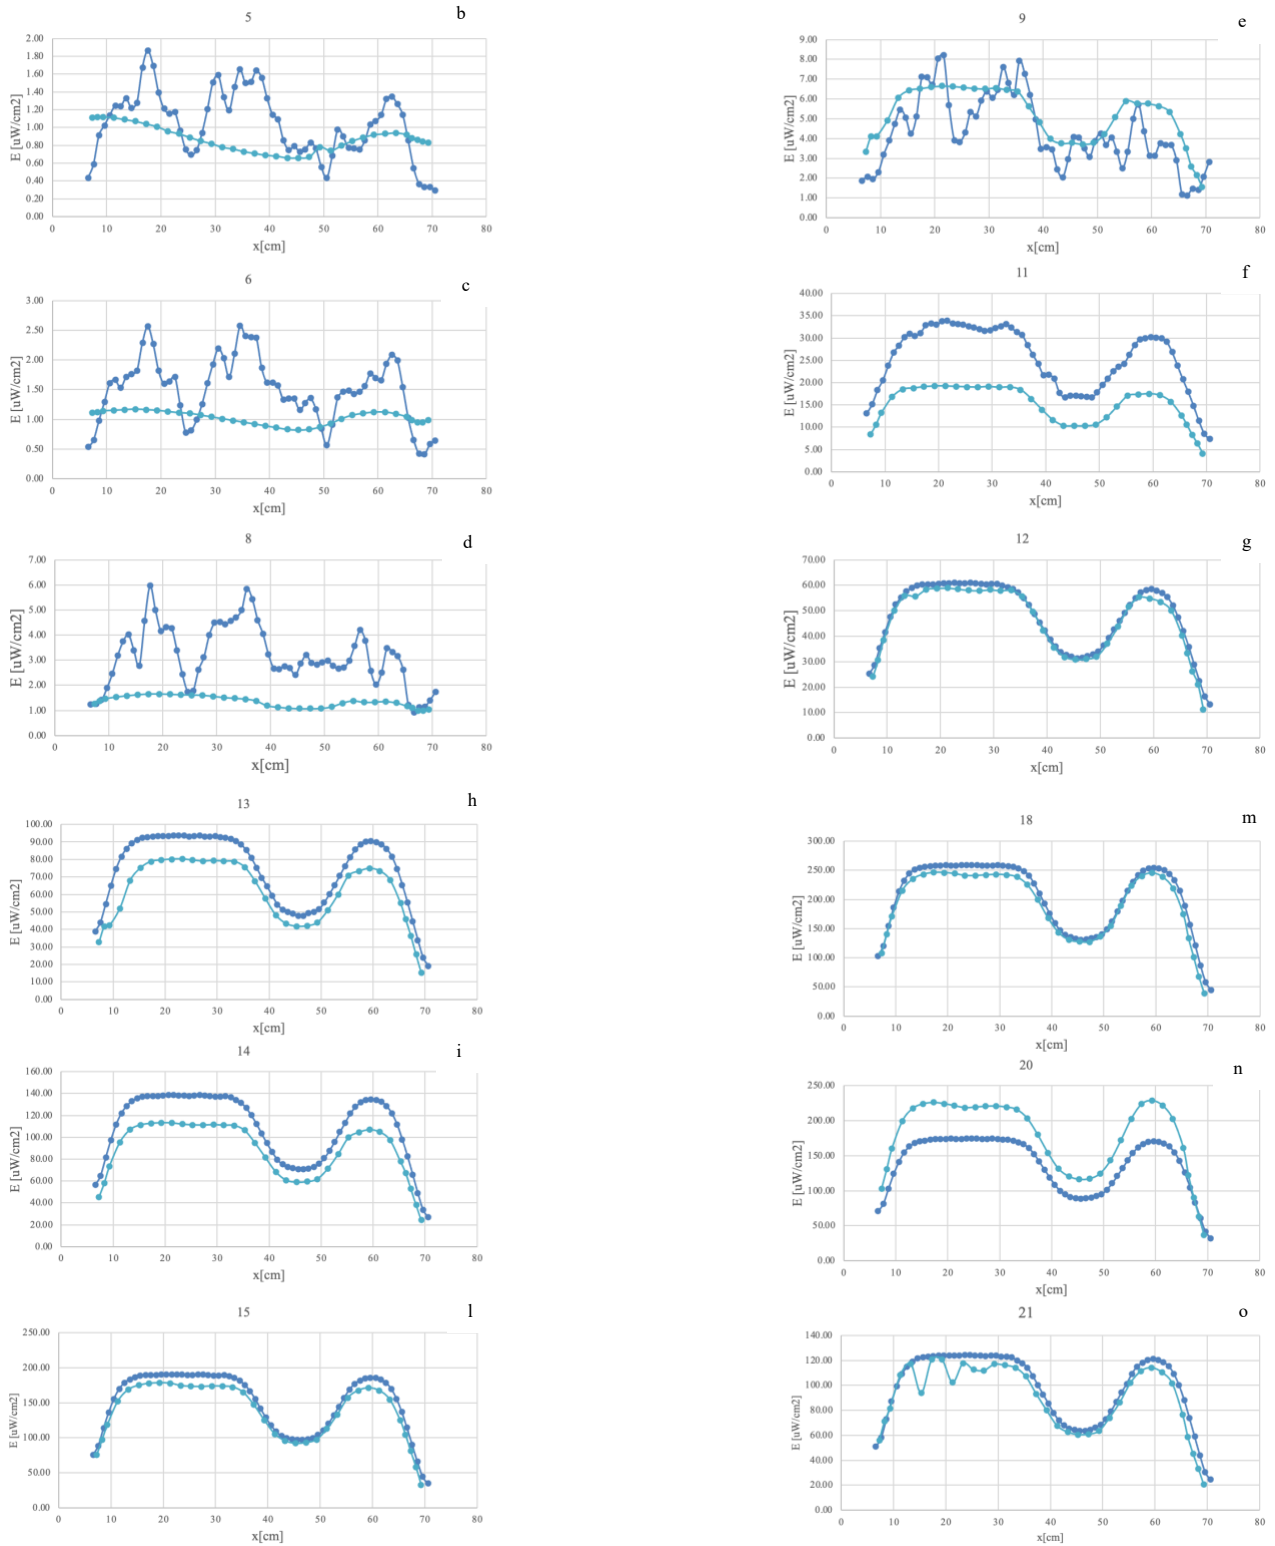 5
b
E [uW/cm2]
2.00
1.80
1.60
1.40
1.20
1.00
0.80
0.60
0.40
0.20
0.00
0 10 20 30 40 50 60 70 80
x[cm]
9
e
E [uW/cm2]
9.00
8.00
7.00
6.00
5.00
4.00
3.00
2.00
1.00
0.00
0 10 20 30 40 50 60 70 80
x[cm]
6
c
E [uW/cm2]
3.00
2.50
2.00
1.50
1.00
0.50
0.00
0 10 20 30 40 50 60 70 80
x[cm]
11
f
E [uW/cm2]
40.00
35.00
30.00
25.00
20.00
15.00
10.00
5.00
0.00
0 10 20 30 40 50 60 70 80
x[cm]
8
d
E [uW/cm2]
7.00
6.00
5.00
4.00
3.00
2.00
1.00
0.00
0 10 20 30 40 50 60 70 80
x[cm]
12
g
E [uW/cm2]
70.00
60.00
50.00
40.00
30.00
20.00
10.00
0.00
0 10 20 30 40 50 60 70 80
x[cm]
13
h
E [uW/cm2]
100.00
90.00
80.00
70.00
60.00
50.00
40.00
30.00
20.00
10.00
0.00
0 10 20 30 40 50 60 70 80
x[cm]
18
m
E [uW/cm2]
300.00
250.00
200.00
150.00
100.00
50.00
0.00
0 10 20 30 40 50 60 70 80
x[cm]
14
i
E [uW/cm2]
160.00
140.00
120.00
100.00
80.00
60.00
40.00
20.00
0.00
0 10 20 30 40 50 60 70 80
x[cm]
20
n
E [uW/cm2]
250.00
200.00
150.00
100.00
50.00
0.00
0 10 20 30 40 50 60 70 80
x[cm]
15
l
E [uW/cm2]
250.00
200.00
150.00
100.00
50.00
0.00
0 10 20 30 40 50 60 70 80
x[cm]
21
o
E [uW/cm2]
140.00
120.00
100.00
80.00
60.00
40.00
20.00
0.00
0 10 20 30 40 50 60 70 80
x[cm]